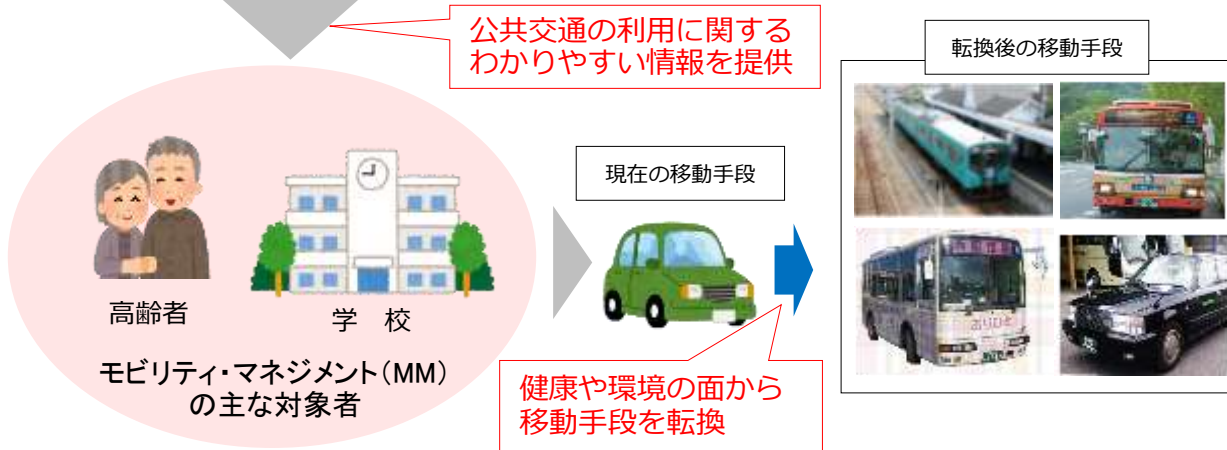 公共交通の利用に関する
わかりやすい情報を提供
転換後の移動手段
現在の移動手段
高齢者
学　校
モビリティ・マネジメント(MM)
の主な対象者
健康や環境の面から
移動手段を転換